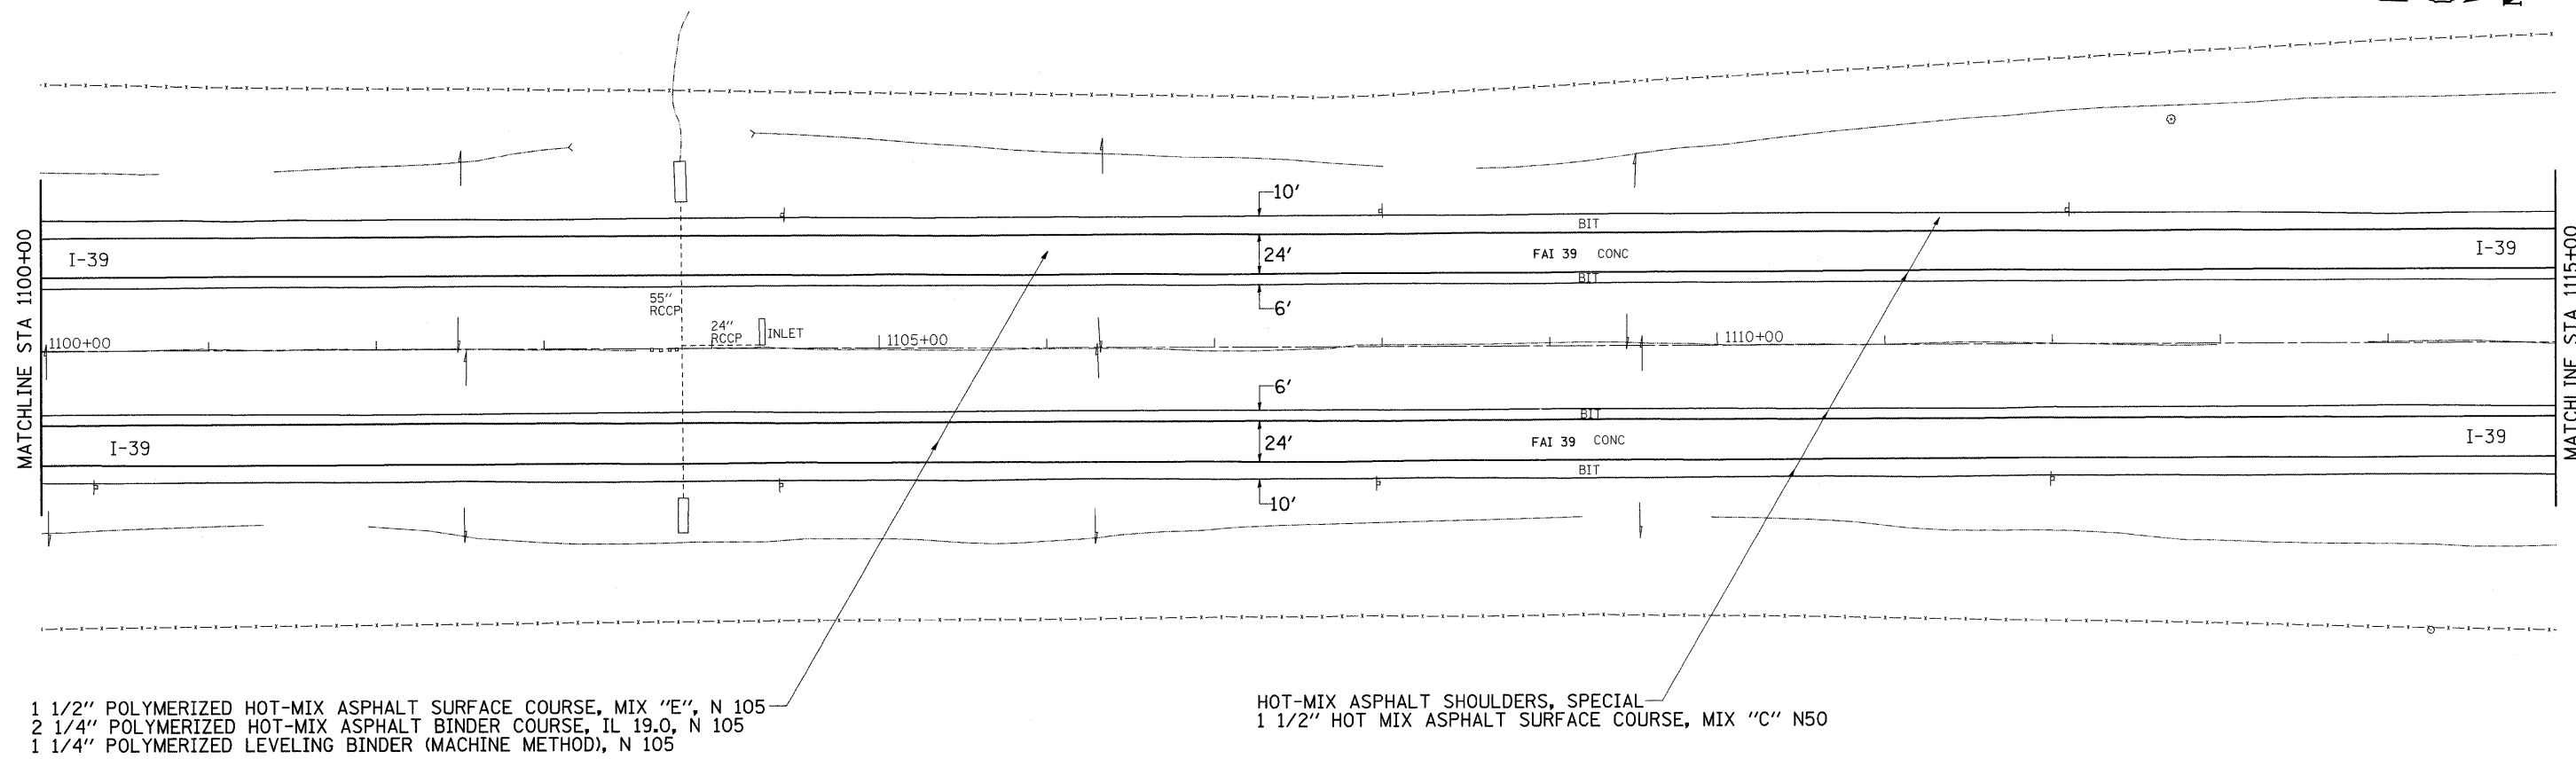 10'
BIT
I-39
24'
FAI 39 CONC
I-39
BIT
6'
55"
RCCP
24"
RCCP
INLET
1100+00
1105+00
1110+00
MATCHLINE STA 1100+00
MATCHLINE STA 1115+00
6'
BIT
I-39
24'
FAI 39 CONC
I-39
BIT
10'
1 1/2" POLYMERIZED HOT-MIX ASPHALT SURFACE COURSE, MIX "E", N 105
2 1/4" POLYMERIZED HOT-MIX ASPHALT BINDER COURSE, IL 19.0, N 105
1 1/4" POLYMERIZED LEVELING BINDER (MACHINE METHOD), N 105
HOT-MIX ASPHALT SHOULDERS, SPECIAL
1 1/2" HOT MIX ASPHALT SURFACE COURSE, MIX "C" N50